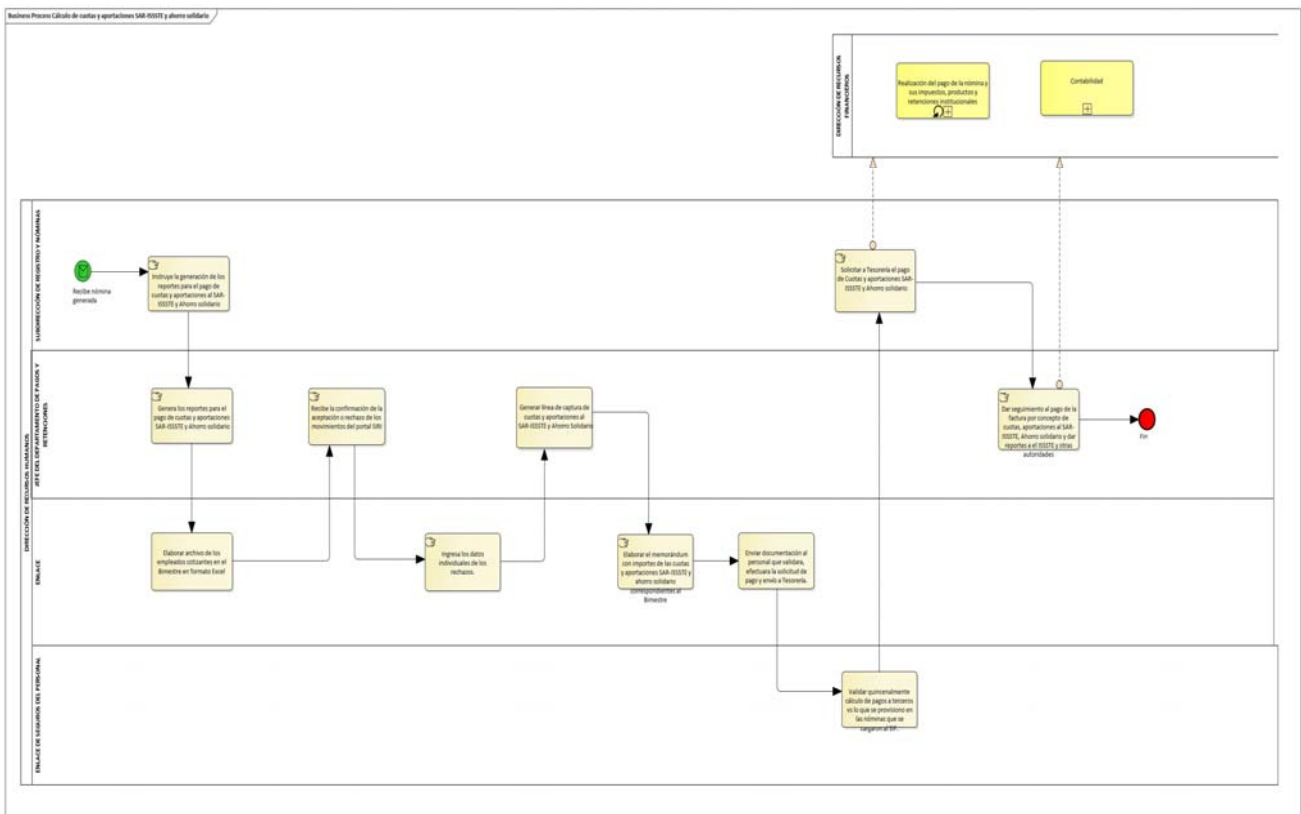 Business Process Cálculo de cuotas y aportaciones SAR-ISSSTE y ahorro solidario
DIRECCIÓN DE RECURSOS
FINANCIEROS
Realización del pago de la nómina y
sus impuestos, productos y
retenciones institucionales
Contabilidad
DIRECCIÓN DE RECURSOS HUMANOS
SUBDIRECCIÓN DE REGISTRO Y NÓMINAS
Recibe nómina
generada
Instruye la generación de los
reportes para el pago de
cuotas y aportaciones al SAR-
ISSSTE y Ahorro solidario
Solicitar a Tesorería el pago
de Cuotas y aportaciones SAR-
ISSSTE y Ahorro solidario
JEFE DEL DEPARTAMENTO DE PAGOS Y
RETENCIONES
Genera los reportes para el
pago de cuotas y aportaciones
SAR-ISSSTE y Ahorro solidario
Recibe la confirmación de la
aceptación o rechazo de los
movimientos del portal SIRI
Generar línea de captura de
cuotas y aportaciones al
SAR-ISSSTE y Ahorro Solidario
Dar seguimiento al pago de la
factura por concepto de
cuotas, aportaciones al SAR-
ISSSTE, Ahorro solidario y dar
reportes a el ISSSTE y otras
autoridades
Fin
ENLACE
Elaborar archivo de los
empleados cotizantes en el
Bimestre en formato Excel
Ingresa los datos
individuales de los
rechazos.
Elaborar el memorándum
con importes de las cuotas
y aportaciones SAR-ISSSTE y
ahorro solidario
correspondientes al
Bimestre
Enviar documentación al
personal que validara,
efectuara la solicitud de
pago y envío a Tesorería.
ENLACE DE SEGUROS DEL PERSONAL
Validar quincenalmente
cálculo de pagos a terceros
vs lo que se provisiono en
las nóminas que se
cargaron al SIF.